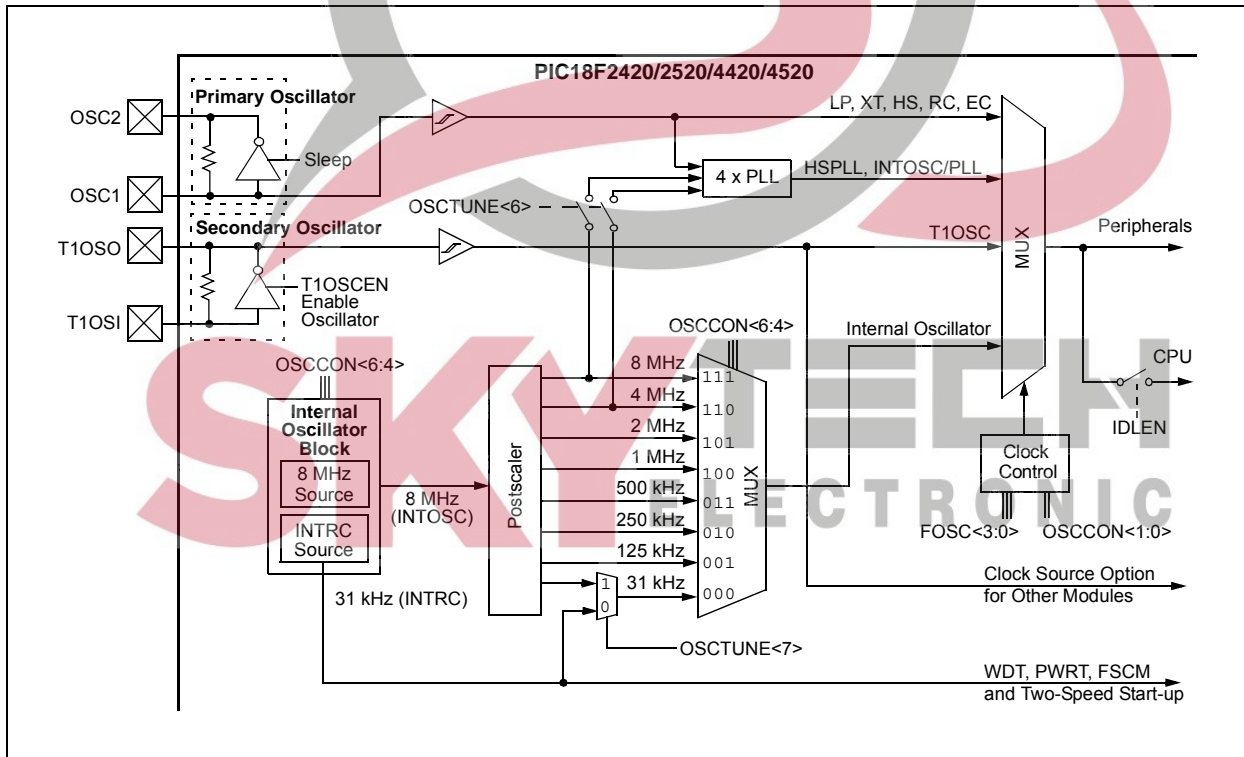 PIC18F2420/2520/4420/4520
Primary Oscillator
OSC2
Sleep
OSC1
LP, XT, HS, RC, EC
4 x PLL
HSPLL, INTOSC/PLL
OSCTUNE<6>
Secondary Oscillator
T1OSO
T1OSC
T1OSCEN
Enable
Oscillator
T1OSI
MUX
Peripherals
CPU
IDLEN
Internal Oscillator
OSCCON<6:4>
OSCCON<6:4>
Internal
Oscillator
Block
8 MHz
Source
INTRC
Source
8 MHz
(INTOSC)
31 kHz (INTRC)
Postscaler
8 MHz
111
4 MHz
110
2 MHz
101
1 MHz
100
500 kHz
011
250 kHz
010
125 kHz
001
31 kHz
000
1
0
MUX
OSCTUNE<7>
Clock
Control
FOSC<3:0>
OSCCON<1:0>
Clock Source Option
for Other Modules
WDT, PWRT, FSCM
and Two-Speed Start-up
SKYTECH
ELECTRONIC